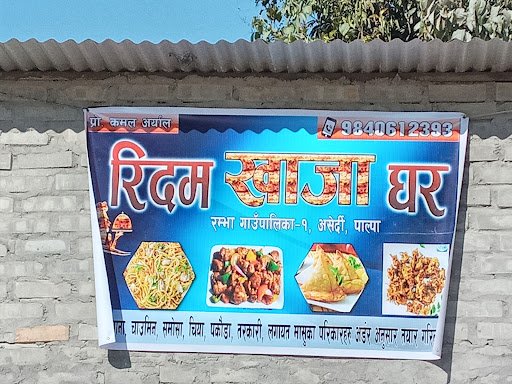 प्रो. कमल अर्याल
9840612393
रिदम खाजा घर
रम्भा गाउँपालिका-१, असेर्दी, पाल्पा
चाउमिन, समोसा, चिया, पकौडा, तरकारी, लगायत मासुका परिकारहरु अर्डर अनुसार तयार गरि